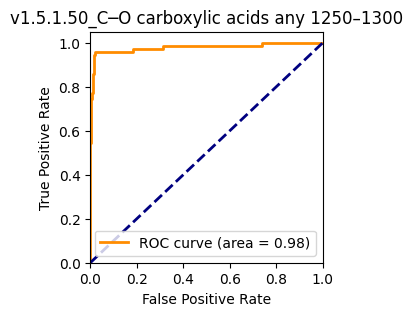 v1.5.1.50_C─O carboxylic acids any 1250–1300
True Positive Rate
1.0
0.8
0.6
0.4
0.2
0.0
ROC curve (area = 0.98)
0.0 0.2 0.4 0.6 0.8 1.0
False Positive Rate